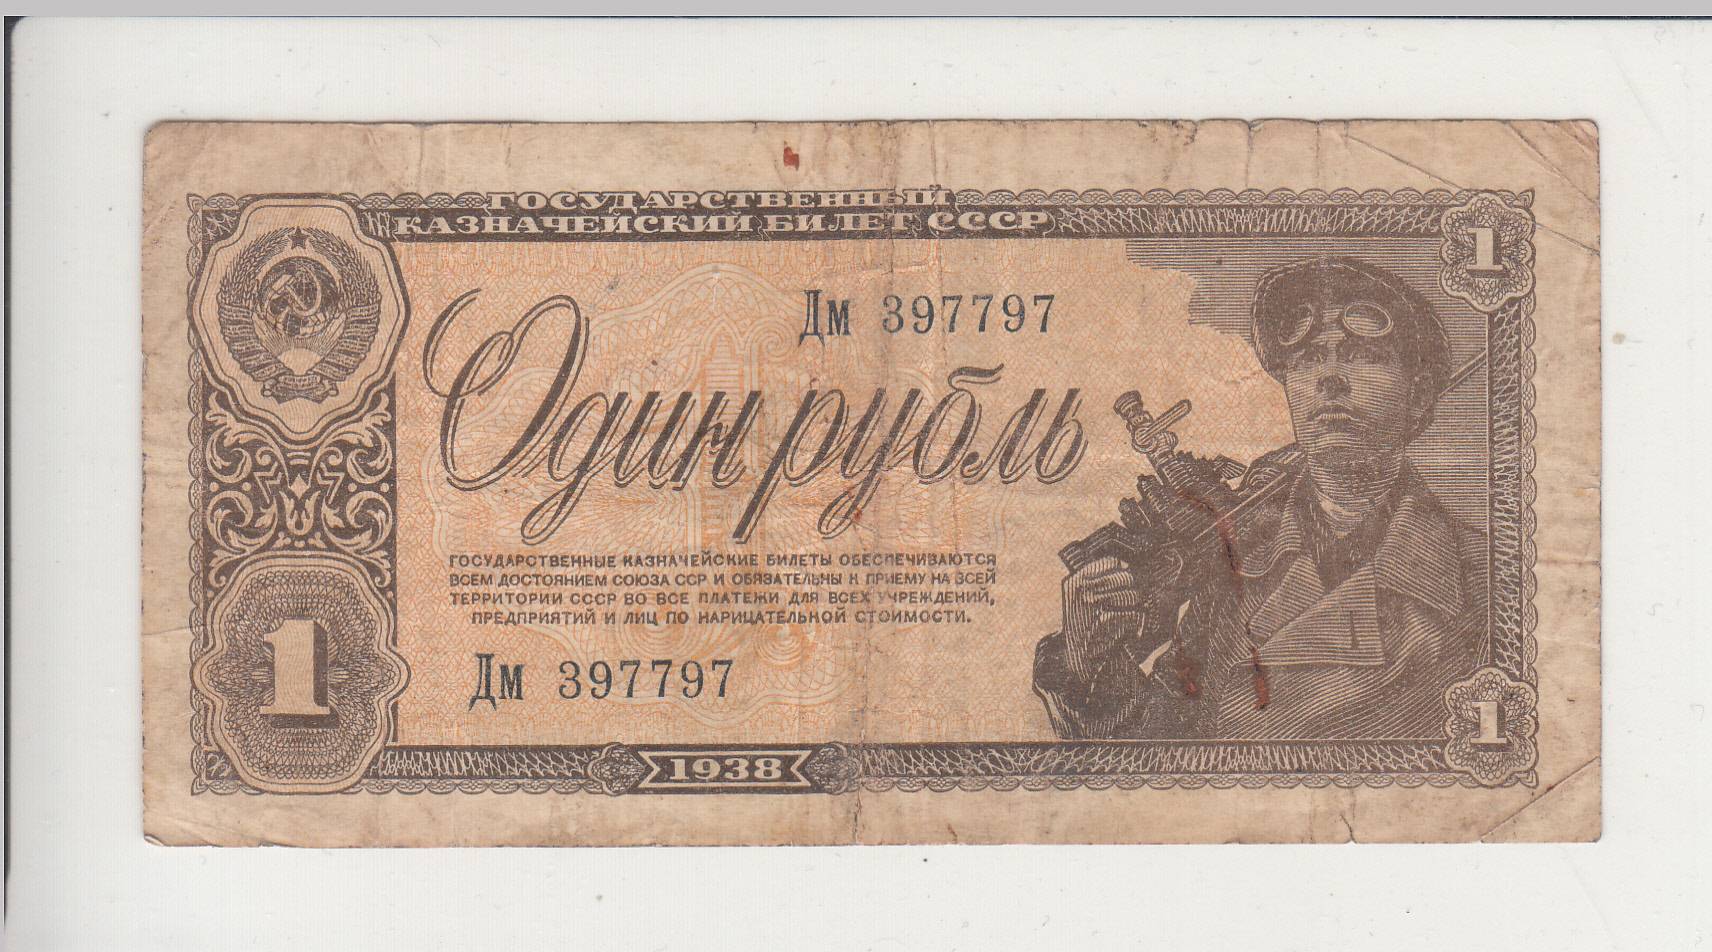 ГОСУДАРСТВЕННЫЙ
КАЗНАЧЕЙСКИЙ БИЛЕТ СССР
1
Дм 397797
Один рубль
ГОСУДАРСТВЕННЫЕ КАЗНАЧЕЙСКИЕ БИЛЕТЫ ОБЕСПЕЧИВАЮТСЯ
ВСЕМ ДОСТОЯНИЕМ СОЮЗА ССР И ОБЯЗАТЕЛЬНЫ К ПРИЕМУ НА ВСЕЙ
ТЕРРИТОРИИ СССР ВО ВСЕ ПЛАТЕЖИ ДЛЯ ВСЕХ УЧРЕЖДЕНИЙ,
ПРЕДПРИЯТИЙ И ЛИЦ ПО НАРИЦАТЕЛЬНОЙ СТОИМОСТИ.
1
Дм 397797
1
1938